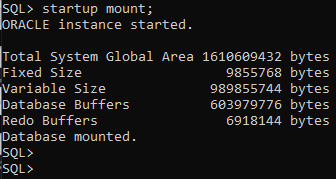 SQL> startup mount;
ORACLE instance started.
Total System Global Area 1610609432 bytes
Fixed Size 9855768 bytes
Variable Size 989855744 bytes
Database Buffers 603979776 bytes
Redo Buffers 6918144 bytes
Database mounted.
SQL>
SQL>